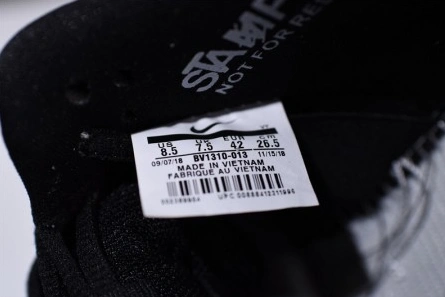 STAMP
NOT FOR RE
US UK EUR cm
8.5 7.5 42 26.5
09/07/18 BV1310-013 11/15/18
MADE IN VIETNAM
FABRIQUE AU VIETNAM